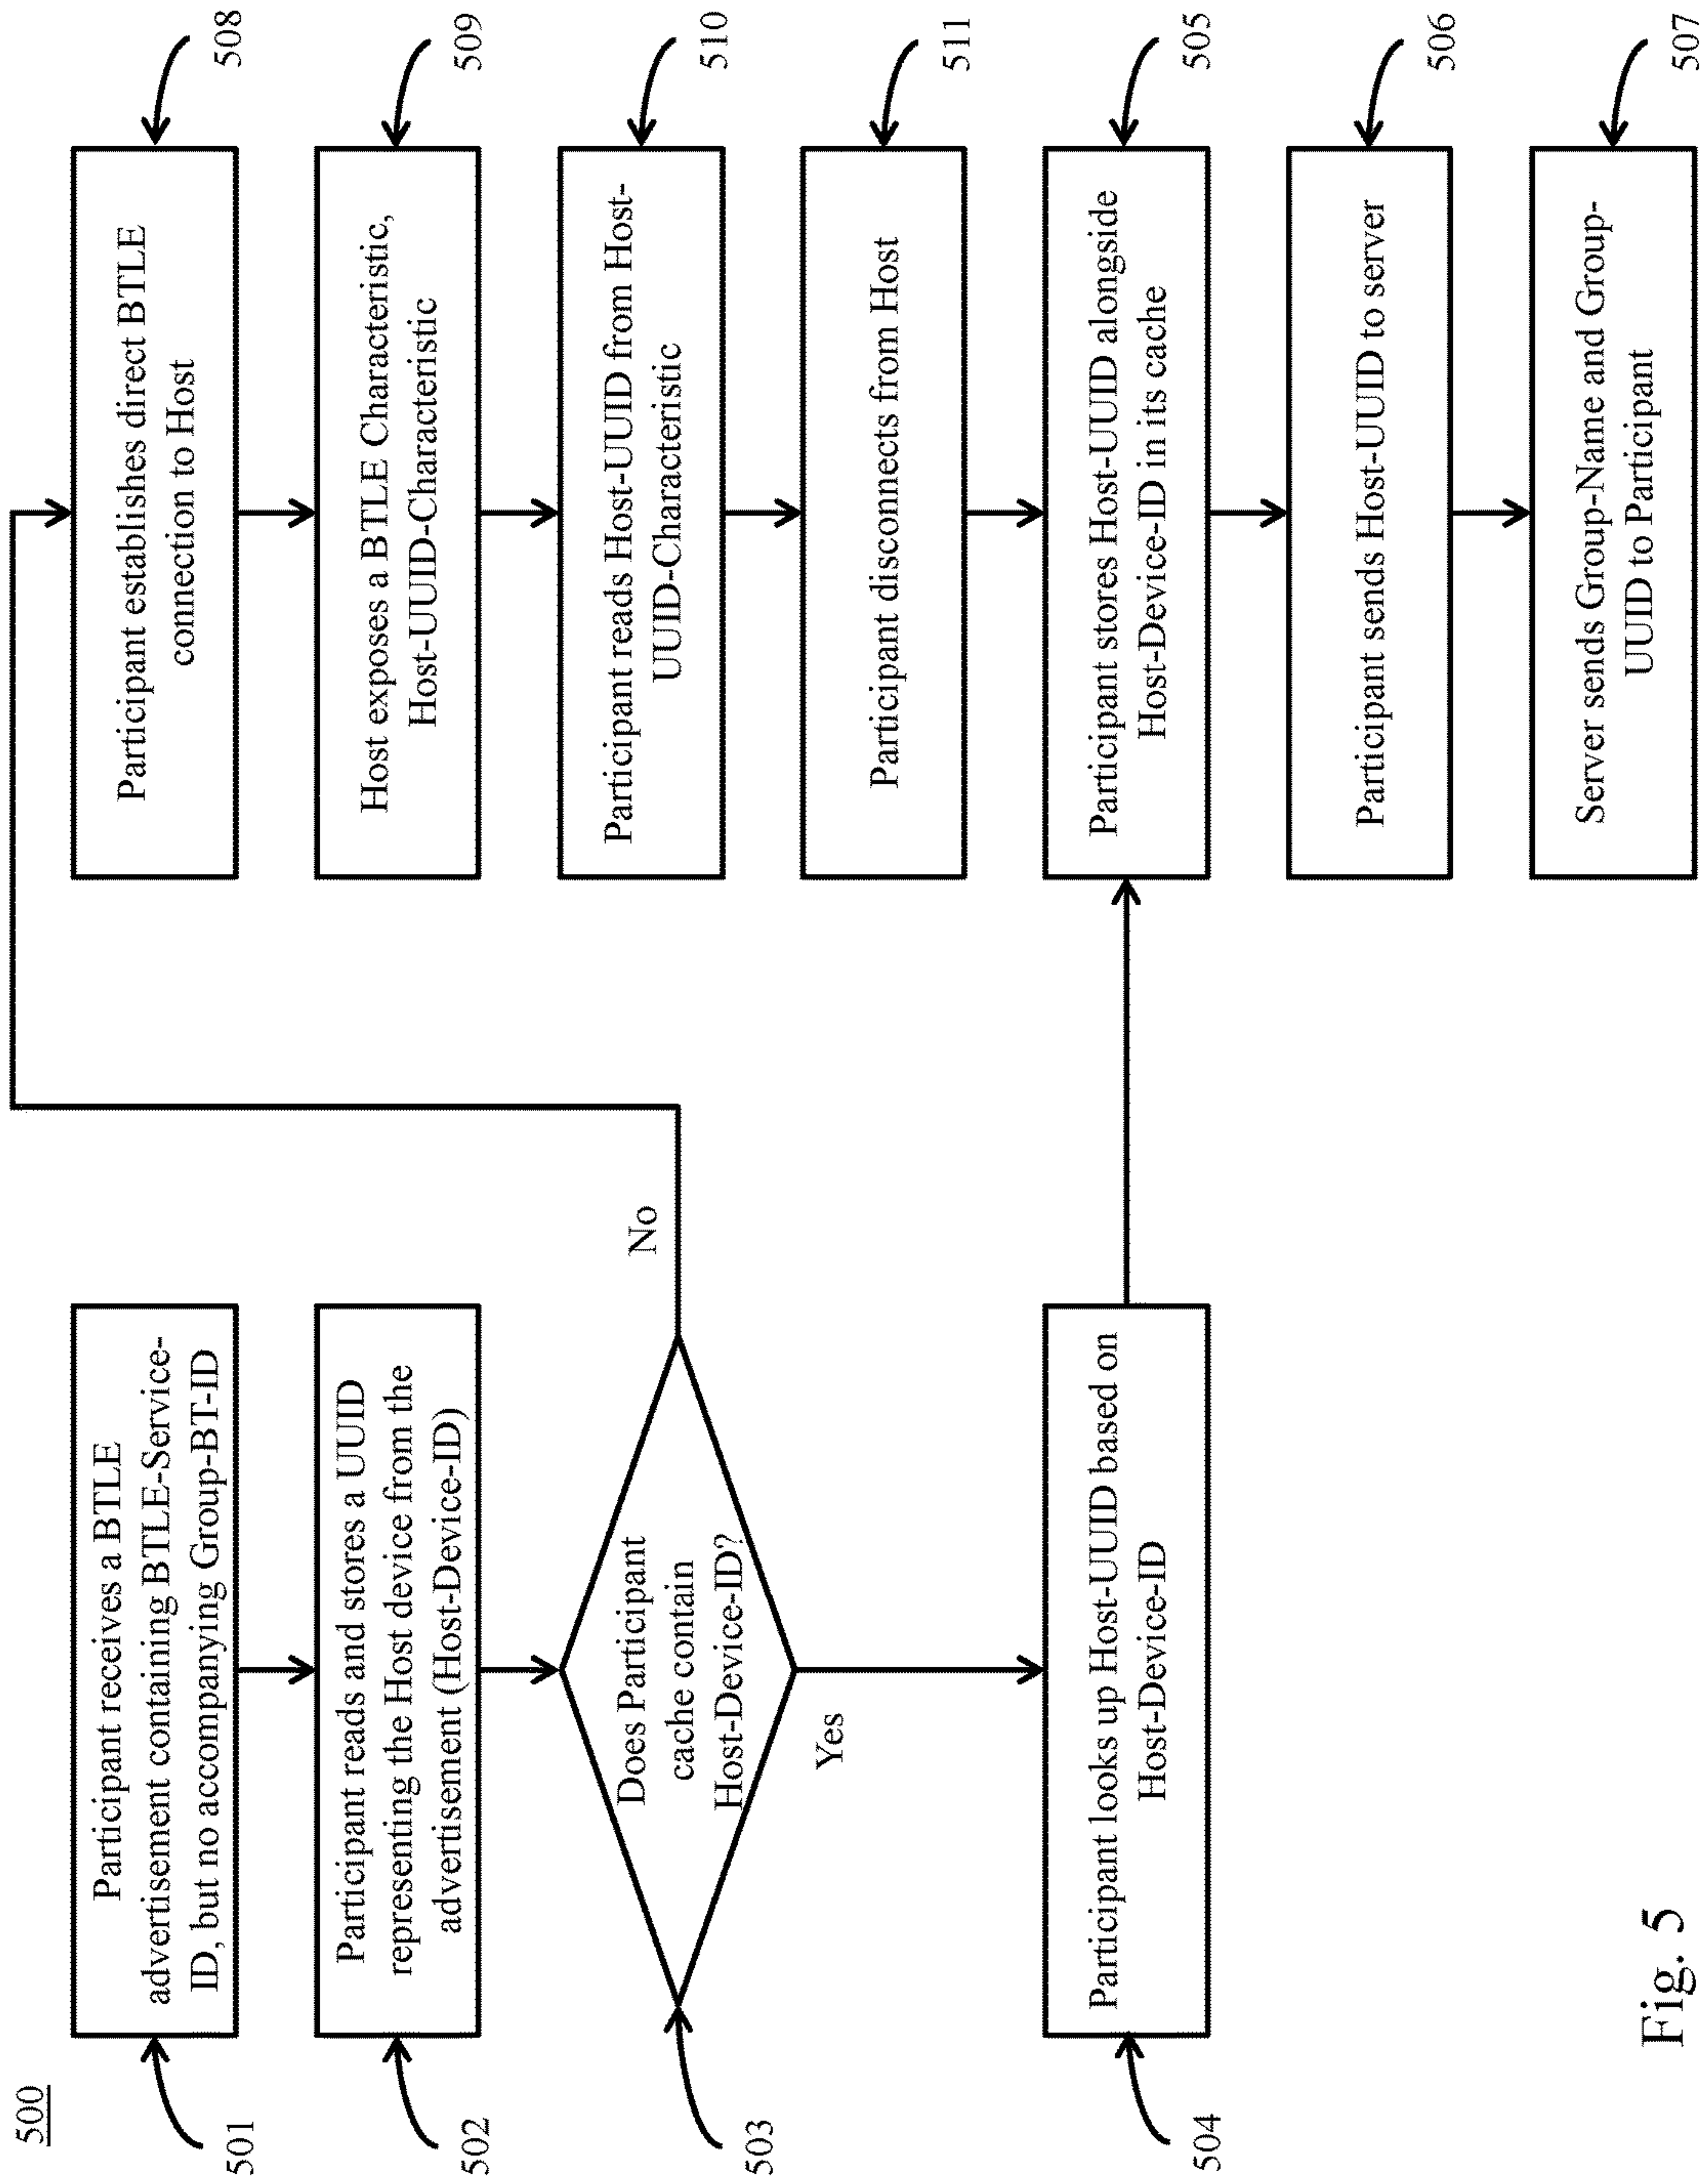 500
Participant receives a BTLE
advertisement containing BTLE-Service-
ID, but no accompanying Group-BT-ID
501
Participant reads and stores a UUID
representing the Host device from the
advertisement (Host-Device-ID)
502
Does Participant
cache contain
Host-Device-ID?
503
No
Yes
Participant looks up Host-UUID based on
Host-Device-ID
504
Participant establishes direct BTLE
connection to Host
508
Host exposes a BTLE Characteristic,
Host-UUID-Characteristic
509
Participant reads Host-UUID from Host-
UUID-Characteristic
510
Participant disconnects from Host
511
Participant stores Host-UUID alongside
Host-Device-ID in its cache
505
Participant sends Host-UUID to server
506
Server sends Group-Name and Group-
UUID to Participant
507
Fig. 5